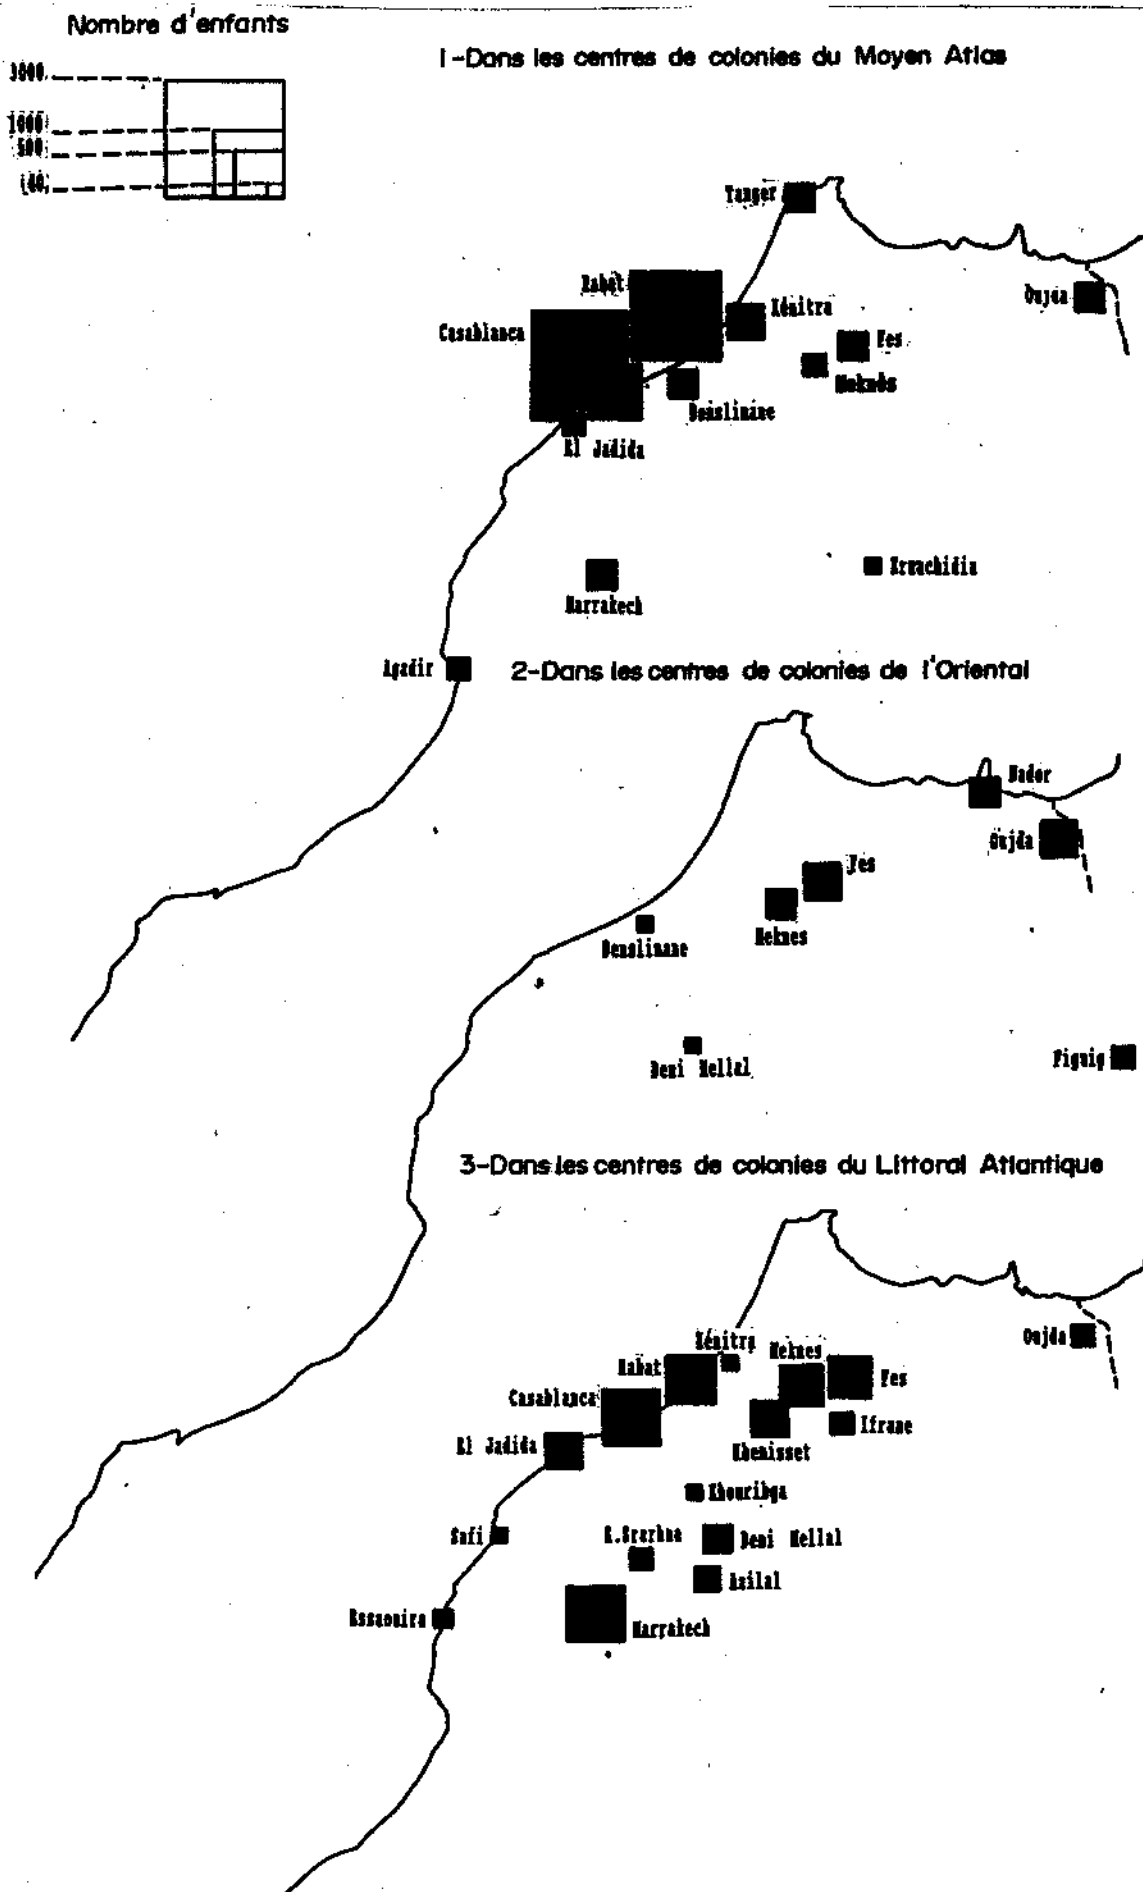 Nombre d'enfants
1-Dans les centres de colonies du Moyen Atlas
3000
1000
500
Tanger
Rabat
Kénitra
Oujda
Casablanca
Fes
Meknès
Benslimane
El Jadida
Errachidia
Marrakech
Agadir
2-Dans les centres de colonies de l'Oriental
Nador
Oujda
Fes
Meknes
Benslimane
Beni Mellal
Figuig
3-Dans les centres de colonies du Littoral Atlantique
Kénitra
Oujda
Meknes
Rabat
Fes
Casablanca
Ifrane
El Jadida
Khemisset
Khouribga
Safi
Beni Mellal
Azilal
Essaouira
Marrakech